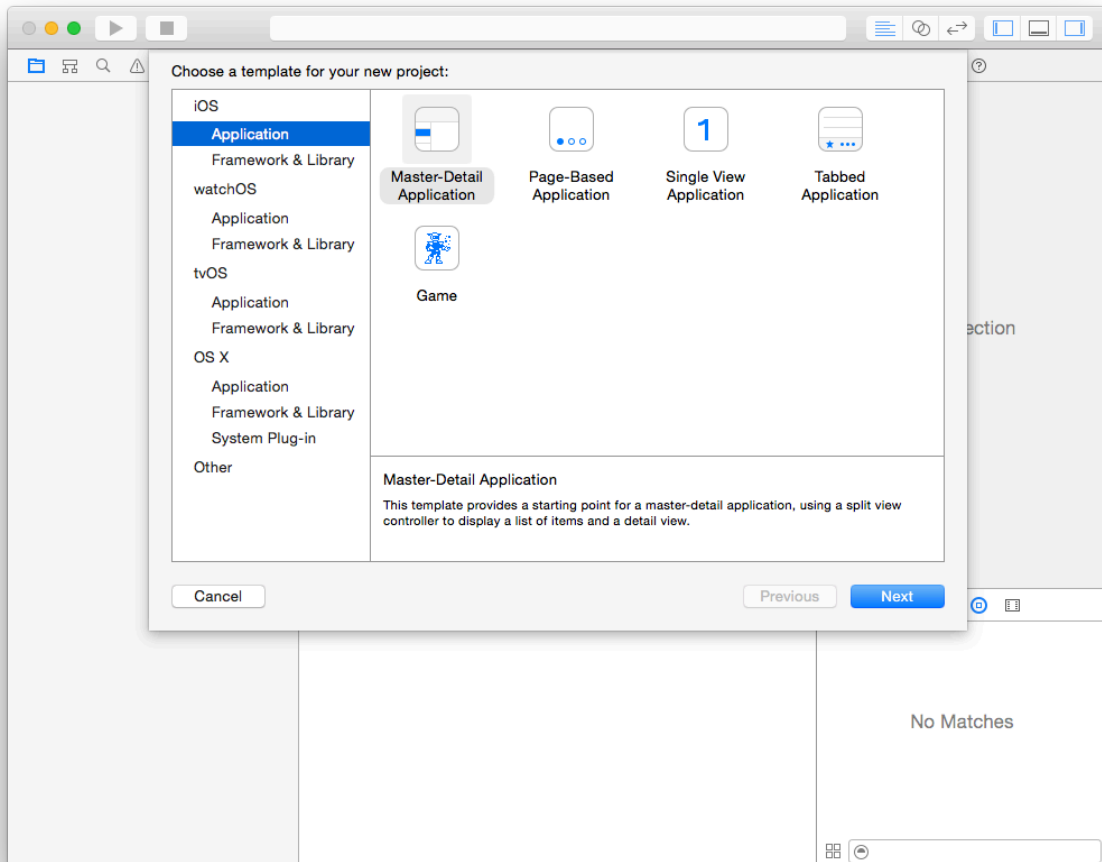 Choose a template for your new project:
iOS
Application
Framework & Library
watchOS
Application
Framework & Library
tvOS
Application
Framework & Library
OS X
Application
Framework & Library
System Plug-in
Other
Master-Detail
Application
Page-Based
Application
1
Single View
Application
Tabbed
Application
Game
Master-Detail Application
This template provides a starting point for a master-detail application, using a split view
controller to display a list of items and a detail view.
Cancel
Previous
Next
ection
No Matches